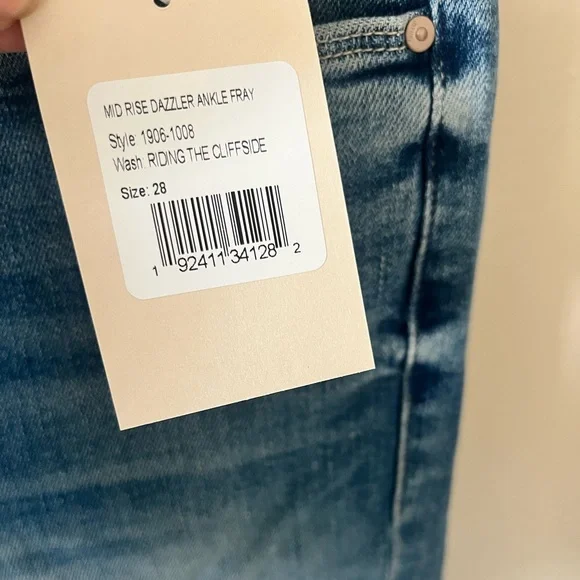 MID RISE DAZZLER ANKLE FRAY
Style: 1906-1008
Wash: RIDING THE CLIFFSIDE
Size: 28
1 92411 34128 2